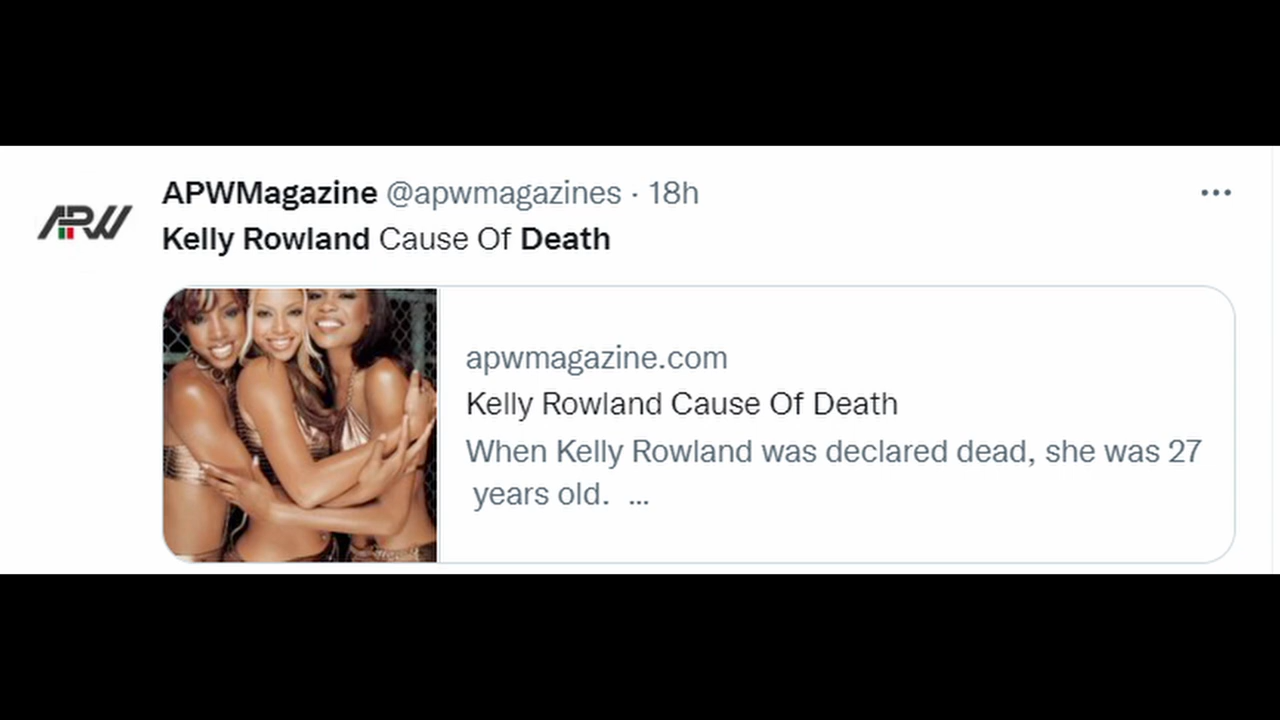 APW
APWMagazine @apwmagazines · 18h
Kelly Rowland Cause Of Death
apwmagazine.com
Kelly Rowland Cause Of Death
When Kelly Rowland was declared dead, she was 27
years old. ...